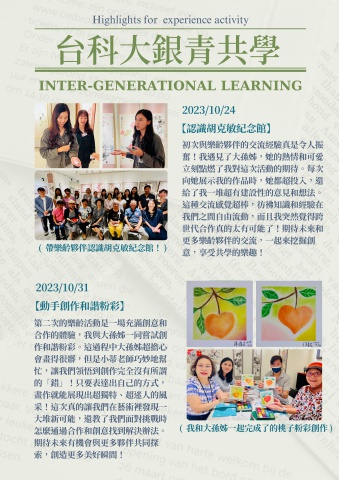 Highlights for experience activity
台科大銀青共學
INTER-GENERATIONAL LEARNING
2023/10/24
【認識胡克敏紀念館】
初次與樂齡夥伴的交流經驗真是令人振
奮！我遇見了大孫姊，她的熱情和可愛
立刻點燃了我對這次活動的期待。每次
向她展示我的作品時，她都超投入，還
給了我一堆超有建設性的意見和想法。
這種交流感覺超棒，彷彿知識和經驗在
我們之間自由流動，而且我突然覺得跨
世代合作真的太有可能了！期待未來和
更多樂齡夥伴的交流，一起來挖掘創
意，享受共學的樂趣！
( 帶樂齡夥伴認識胡克敏紀念館！)
2023/10/31
【動手創作和諧粉彩】
第二次的樂齡活動是一場充滿創意和
合作的體驗，我與大孫姊一同嘗試創
作和諧粉彩。這過程中大孫姊超擔心
會畫得很髒，但是小蓉老師巧妙地幫
忙，讓我們領悟到創作完全沒有所謂
的「錯」！只要表達出自己的方式，
畫作就能展現出超獨特、超迷人的風
采！這次真的讓我們在藝術裡發現一
大堆新可能，還教了我們面對挑戰時
怎麼通過合作和創意找到解決辦法。
期待未來有機會與更多夥伴共同探
索，創造更多美好瞬間！
( 我和大孫姊一起完成了的桃子粉彩創作 )